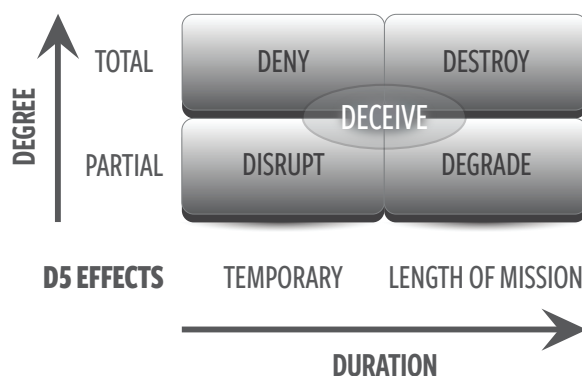 DEGREE
TOTAL DENY DESTROY
DECEIVE
PARTIAL DISRUPT DEGRADE
D5 EFFECTS TEMPORARY LENGTH OF MISSION
DURATION